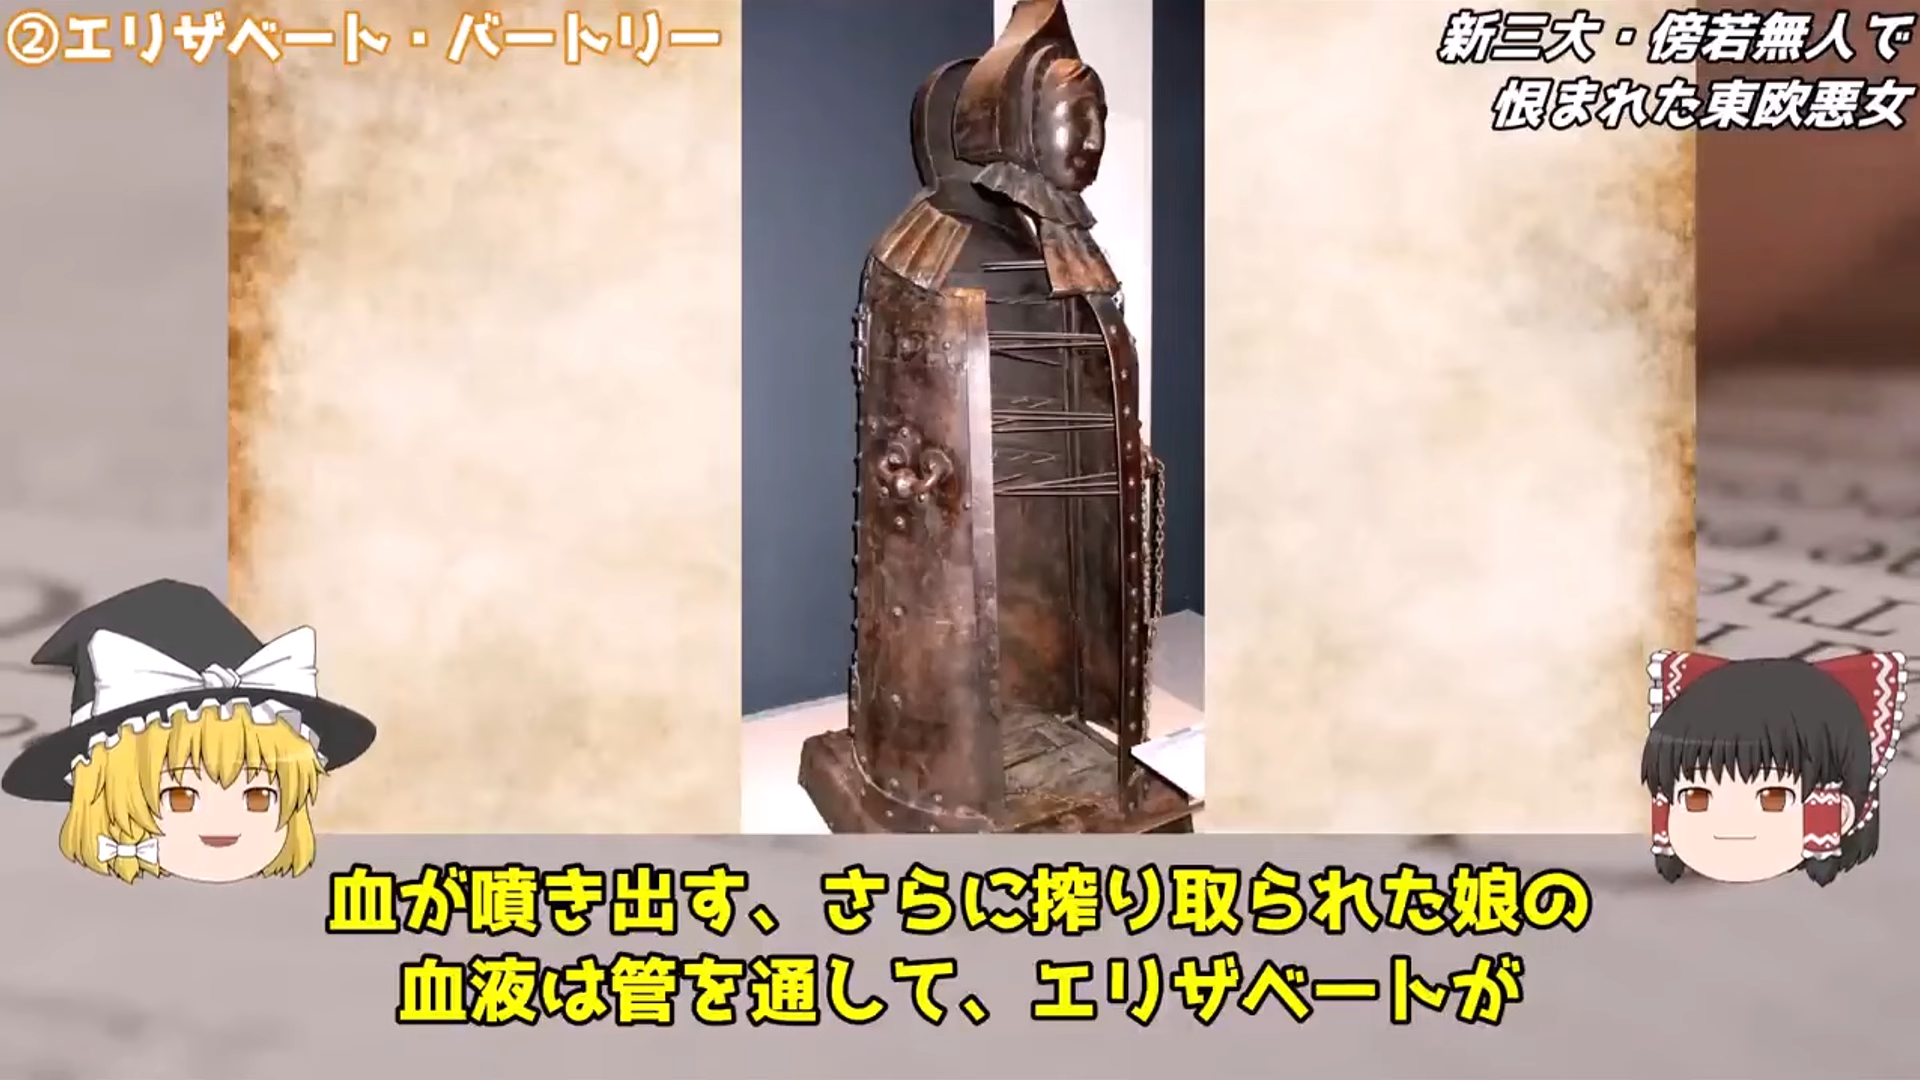 ②エリザベート・バートリー
新三大・傍若無人で
恨まれた東欧悪女
血が噴き出す、さらに搾り取られた娘の
血液は管を通して、エリザベートが